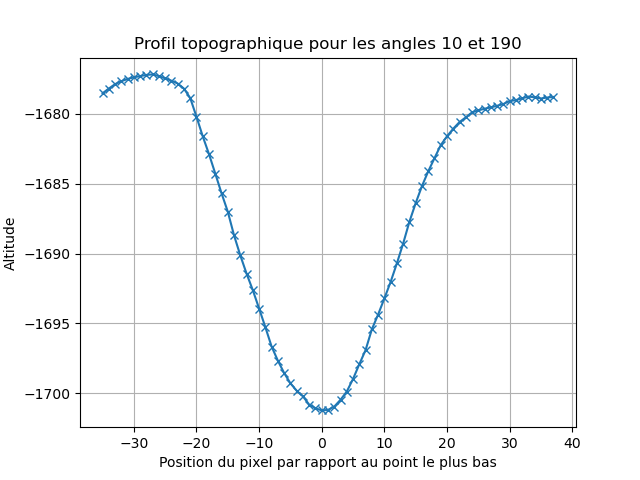 Profil topographique pour les angles 10 et 190
Altitude
−1680
−1685
−1690
−1695
−1700
−30 −20 −10 0 10 20 30 40
Position du pixel par rapport au point le plus bas